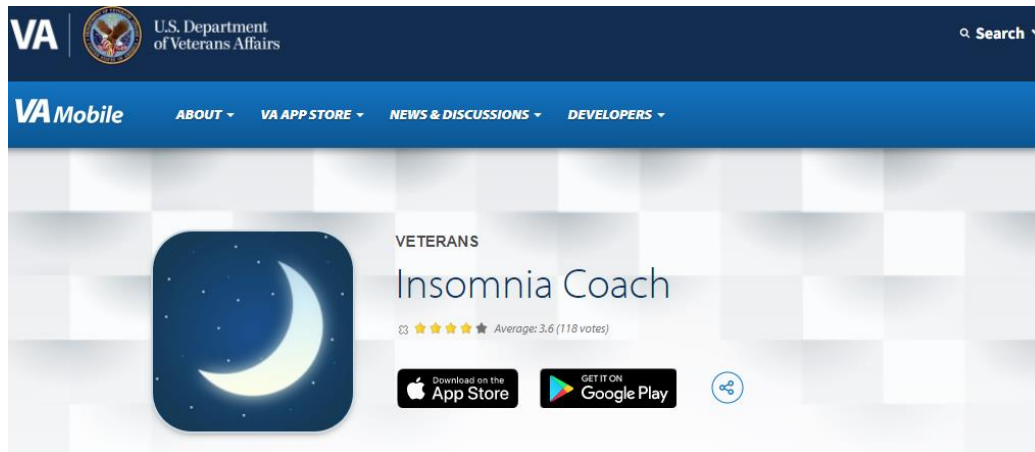 VA
U.S. Department
of Veterans Affairs
Search
VA Mobile
ABOUT
VA APP STORE
NEWS & DISCUSSIONS
DEVELOPERS
VETERANS
Insomnia Coach
Average: 3.6 (118 votes)
Download on the
App Store
GET IT ON
Google Play